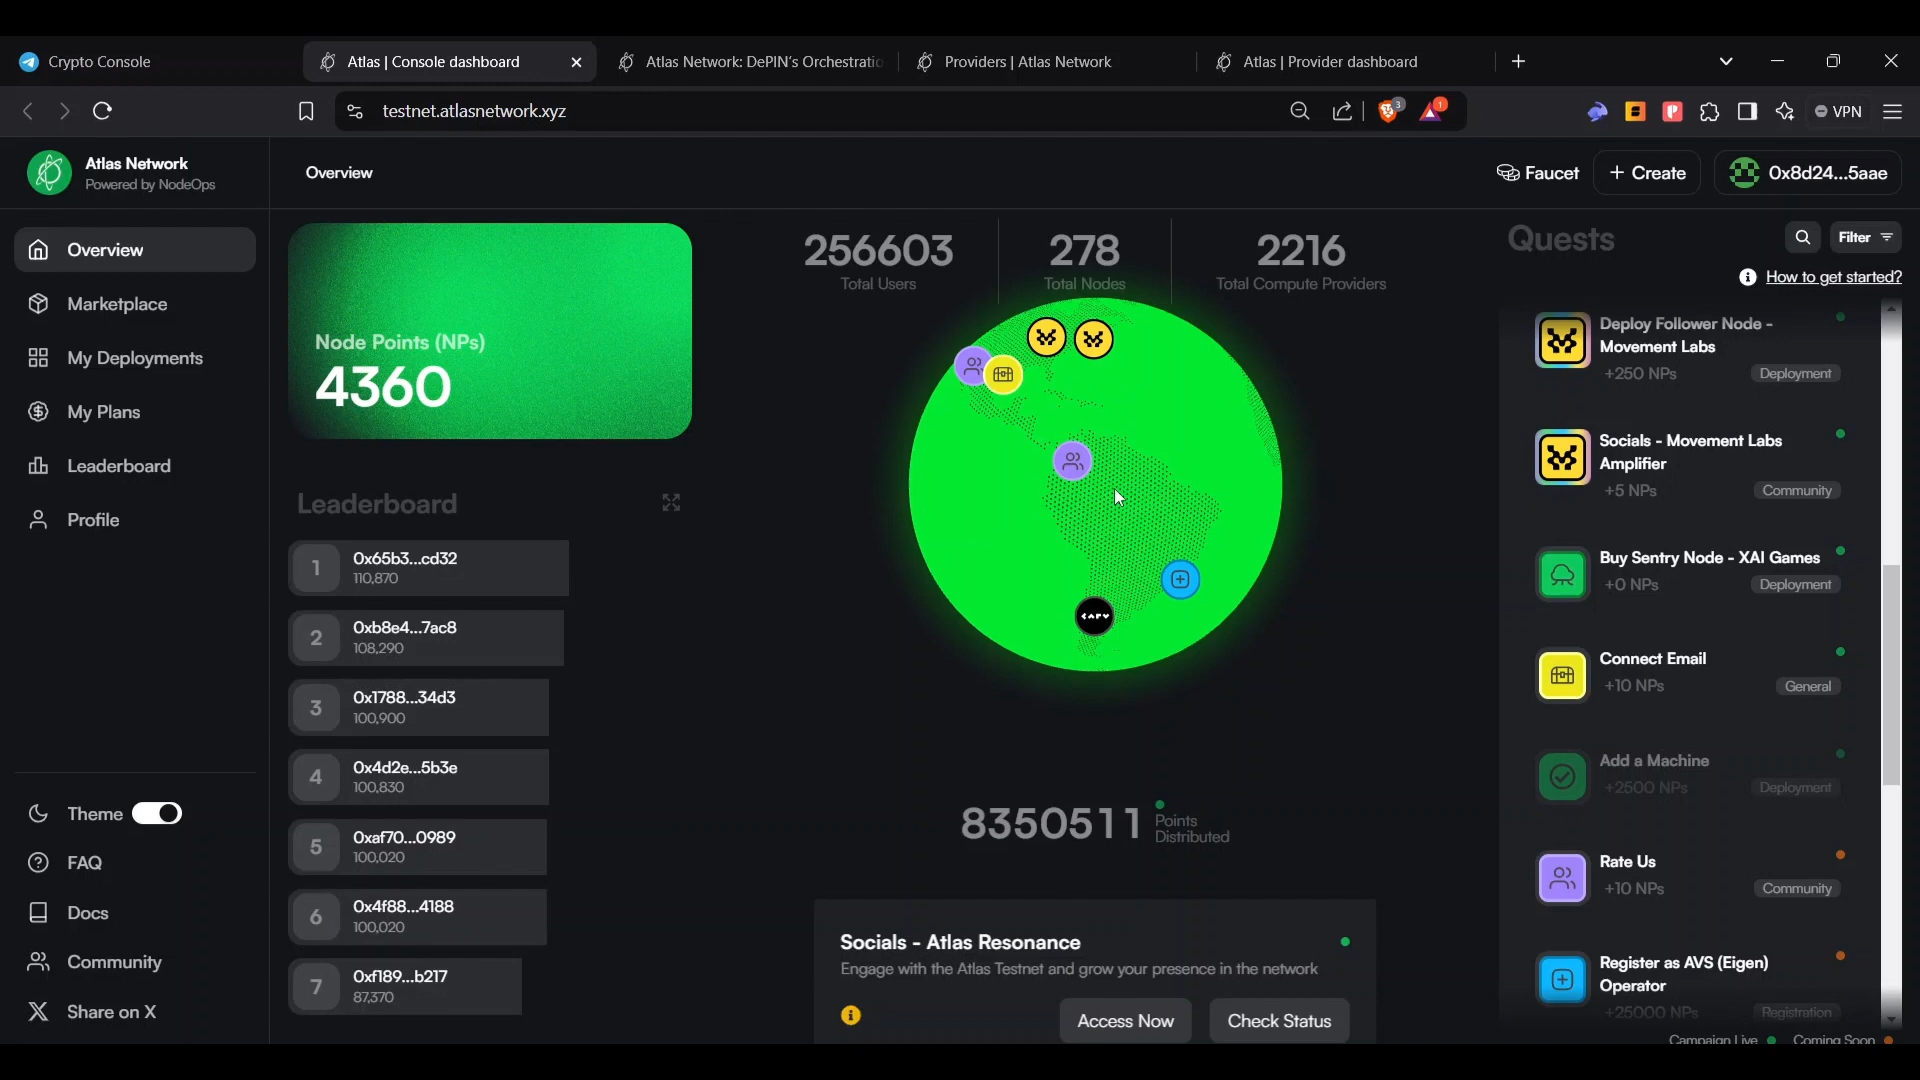 Crypto Console
Atlas | Console dashboard
Atlas Network: DePIN's Orchestratio
Providers | Atlas Network
Atlas | Provider dashboard
testnet.atlasnetwork.xyz
3
1
VPN
Atlas Network
Powered by NodeOps
Overview
Faucet
+ Create
0x8d24...5aae
Overview
Marketplace
My Deployments
My Plans
Leaderboard
Profile
Theme
FAQ
Docs
Community
Share on X
Node Points (NPs)
4360
Leaderboard
1
0x65b3...cd32
110,870
2
0xb8e4...7ac8
108,290
3
0x1788...34d3
100,900
4
0x4d2e...5b3e
100,830
5
0xaf70...0989
100,020
6
0x4f88...4188
100,020
7
0xf189...b217
87,370
256603
Total Users
278
Total Nodes
2216
Total Compute Providers
8350511
Points
Distributed
Socials - Atlas Resonance
Engage with the Atlas Testnet and grow your presence in the network
Access Now
Check Status
Quests
Filter
How to get started?
Deploy Follower Node -
Movement Labs
+250 NPs
Deployment
Socials - Movement Labs
Amplifier
+5 NPs
Community
Buy Sentry Node - XAI Games
+0 NPs
Deployment
Connect Email
+10 NPs
General
Add a Machine
+2500 NPs
Deployment
Rate Us
+10 NPs
Community
Register as AVS (Eigen)
Operator
+25000 NPs
Registration
Campaign Live
Coming Soon